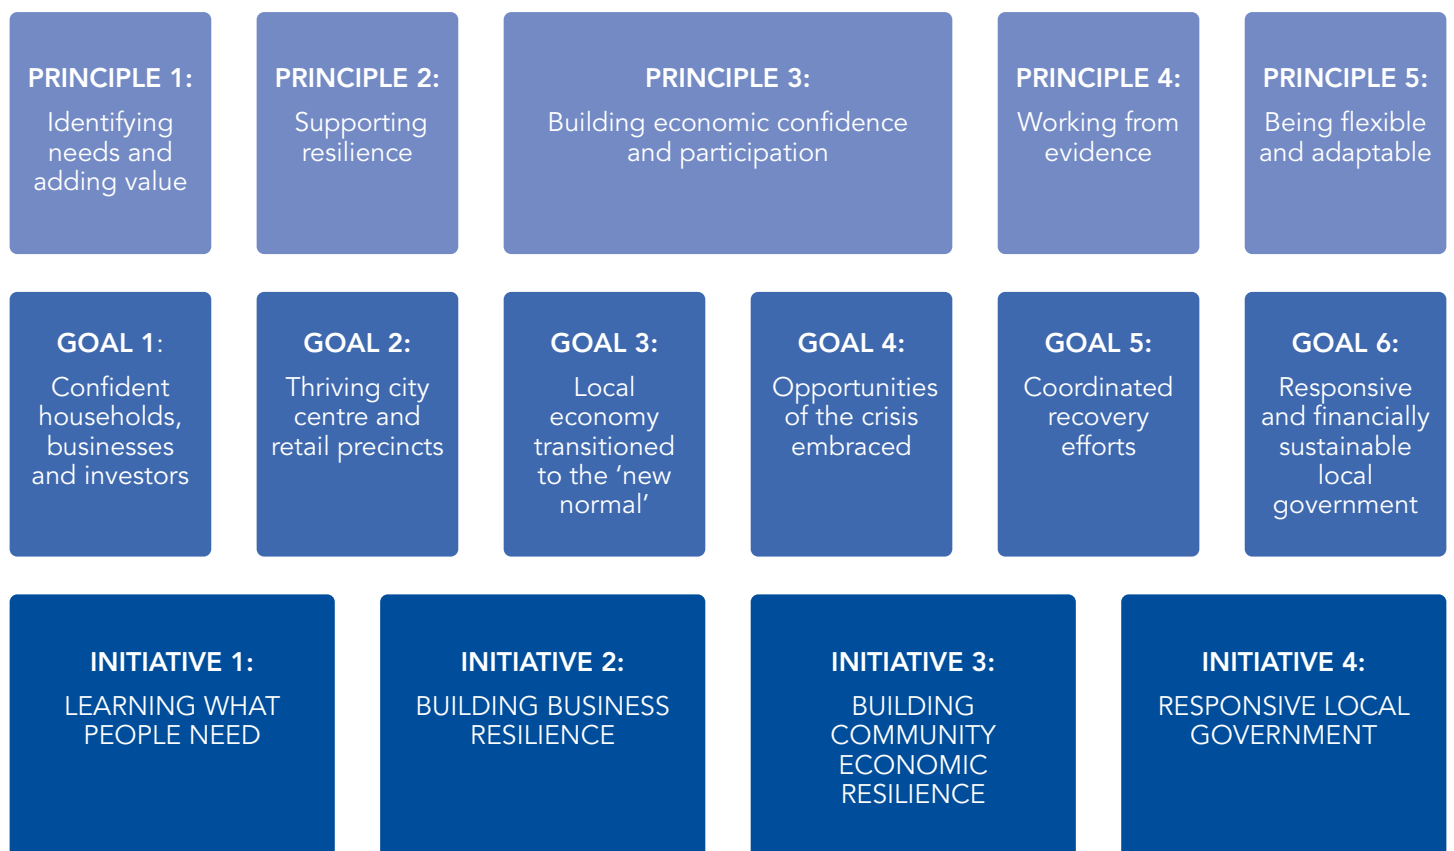 PRINCIPLE 1:
Identifying
needs and
adding value
PRINCIPLE 2:
Supporting
resilience
PRINCIPLE 3:
Building economic confidence
and participation
PRINCIPLE 4:
Working from
evidence
PRINCIPLE 5:
Being flexible
and adaptable
GOAL 1:
Confident
households,
businesses
and investors
GOAL 2:
Thriving city
centre and
retail precincts
GOAL 3:
Local
economy
transitioned
to the ‘new
normal’
GOAL 4:
Opportunities
of the crisis
embraced
GOAL 5:
Coordinated
recovery
efforts
GOAL 6:
Responsive
and financially
sustainable
local
government
INITIATIVE 1:
LEARNING WHAT
PEOPLE NEED
INITIATIVE 2:
BUILDING BUSINESS
RESILIENCE
INITIATIVE 3:
BUILDING
COMMUNITY
ECONOMIC
RESILIENCE
INITIATIVE 4:
RESPONSIVE LOCAL
GOVERNMENT